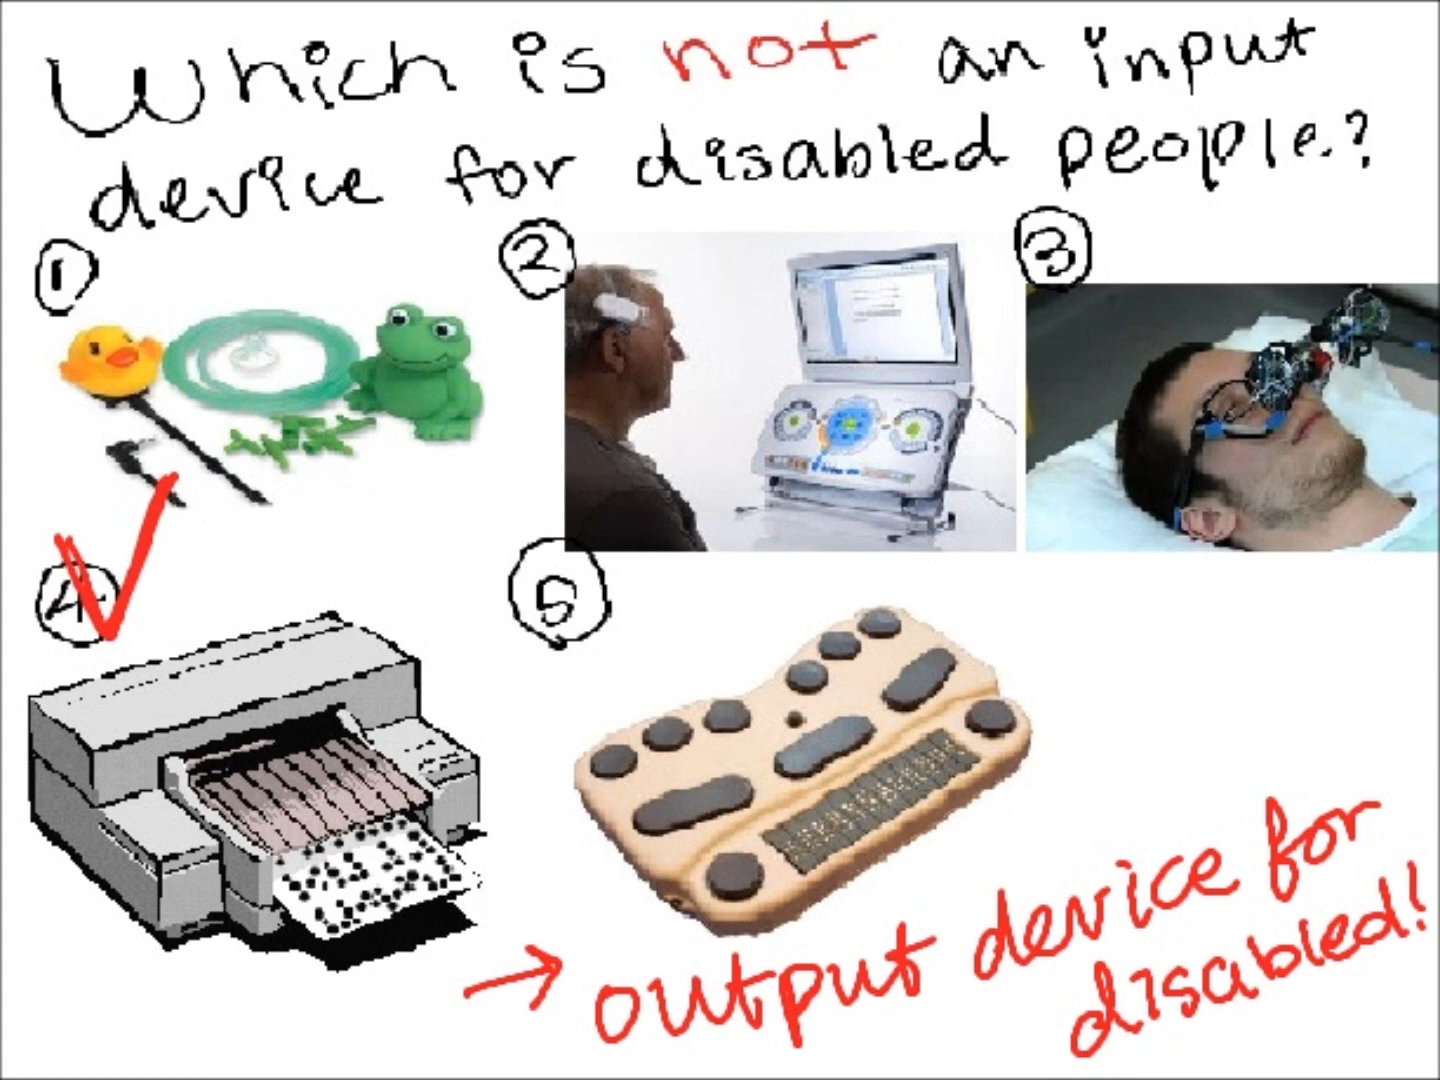 Which is not an input
device for disabled people?
1
2
3
4
5
→ output device for
disabled!